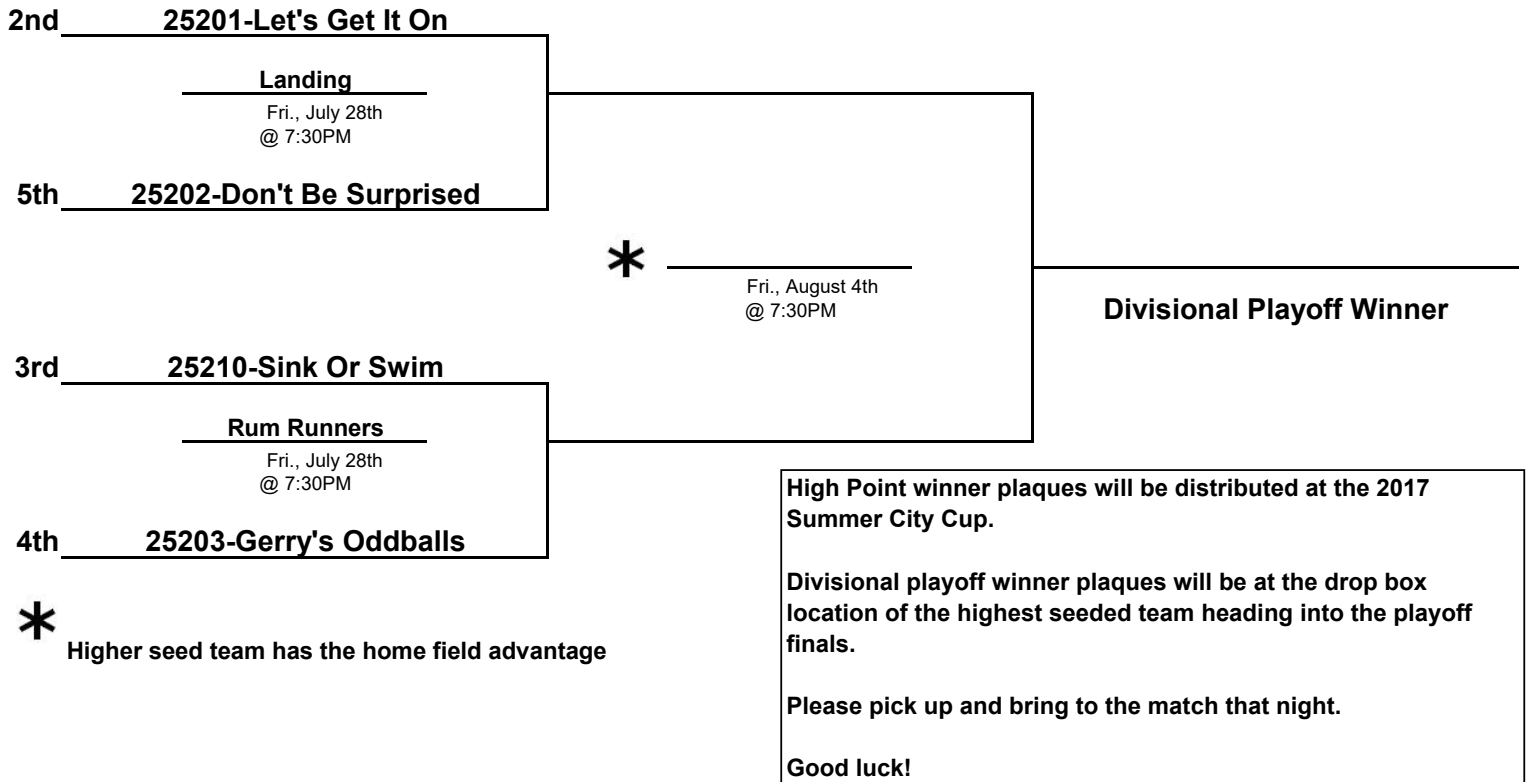 2nd 25201-Let's Get It On
Landing
Fri., July 28th
@ 7:30PM
5th 25202-Don't Be Surprised
*
Fri., August 4th
@ 7:30PM
Divisional Playoff Winner
3rd 25210-Sink Or Swim
Rum Runners
Fri., July 28th
@ 7:30PM
4th 25203-Gerry's Oddballs
* Higher seed team has the home field advantage
High Point winner plaques will be distributed at the 2017
Summer City Cup.
Divisional playoff winner plaques will be at the drop box
location of the highest seeded team heading into the playoff
finals.
Please pick up and bring to the match that night.
Good luck!